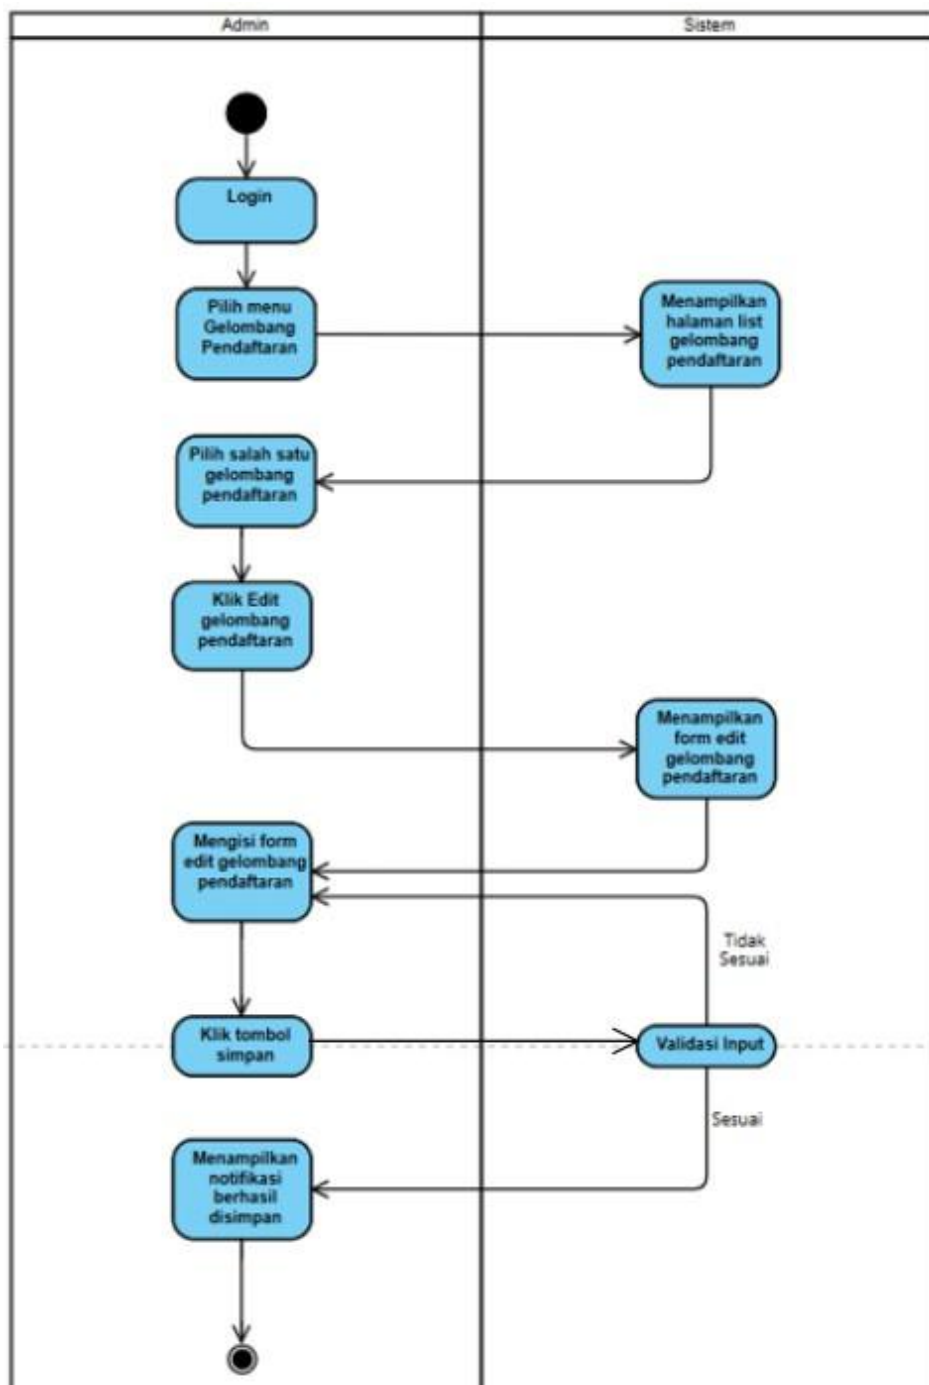 Admin
Sistem
Login
Pilih menu
Gelombang
Pendaftaran
Menampilkan
halaman list
gelombang
pendaftaran
Pilih salah satu
gelombang
pendaftaran
Klik Edit
gelombang
pendaftaran
Menampilkan
form edit
gelombang
pendaftaran
Mengisi form
edit gelombang
pendaftaran
Tidak
Sesuai
Klik tombol
simpan
Validasi Input
Sesuai
Menampilkan
notifikasi
berhasil
disimpan